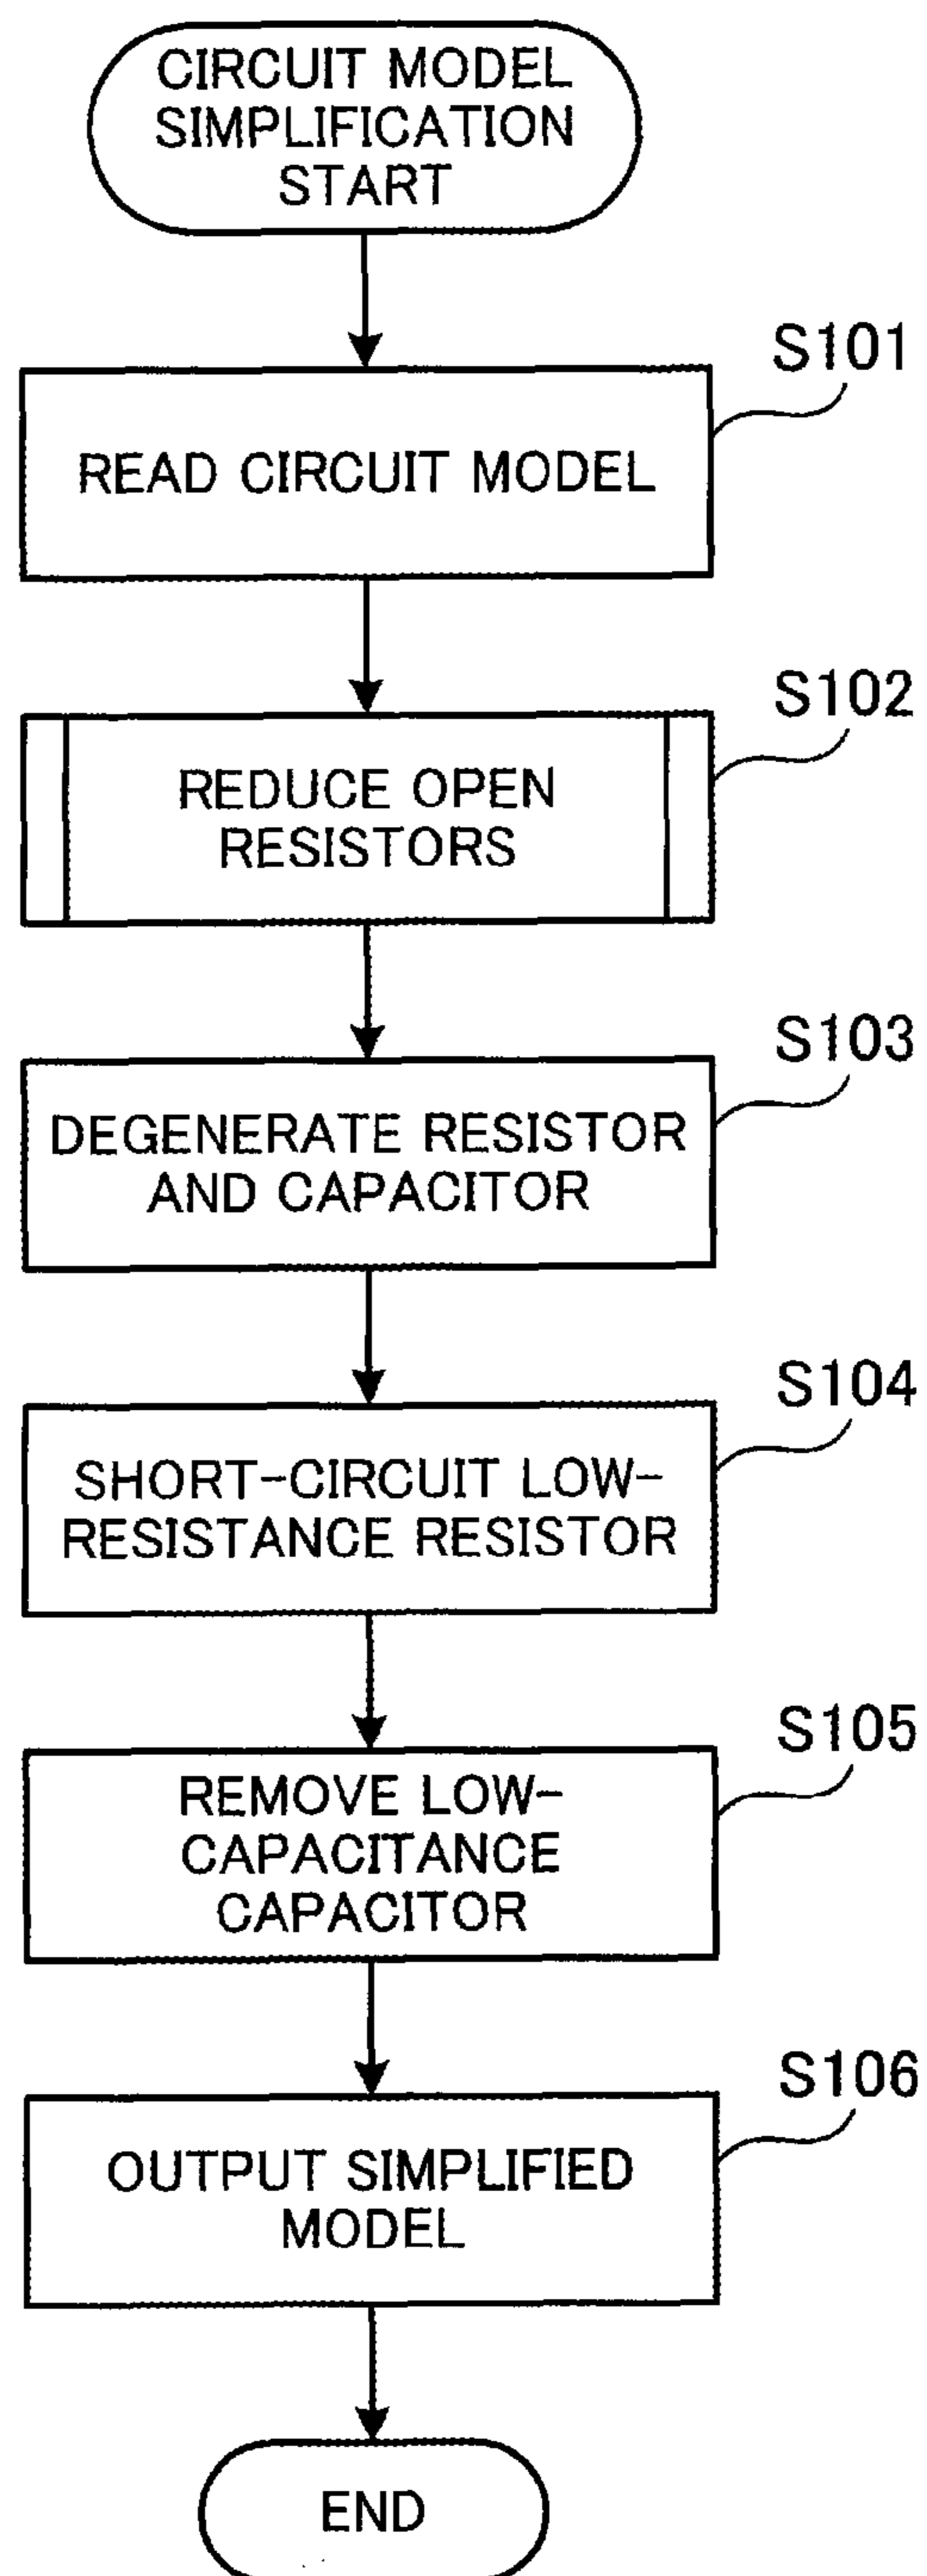 CIRCUIT MODEL
SIMPLIFICATION
START
S101
READ CIRCUIT MODEL
S102
REDUCE OPEN
RESISTORS
S103
DEGENERATE RESISTOR
AND CAPACITOR
S104
SHORT-CIRCUIT LOW-
RESISTANCE RESISTOR
S105
REMOVE LOW-
CAPACITANCE
CAPACITOR
S106
OUTPUT SIMPLIFIED
MODEL
END